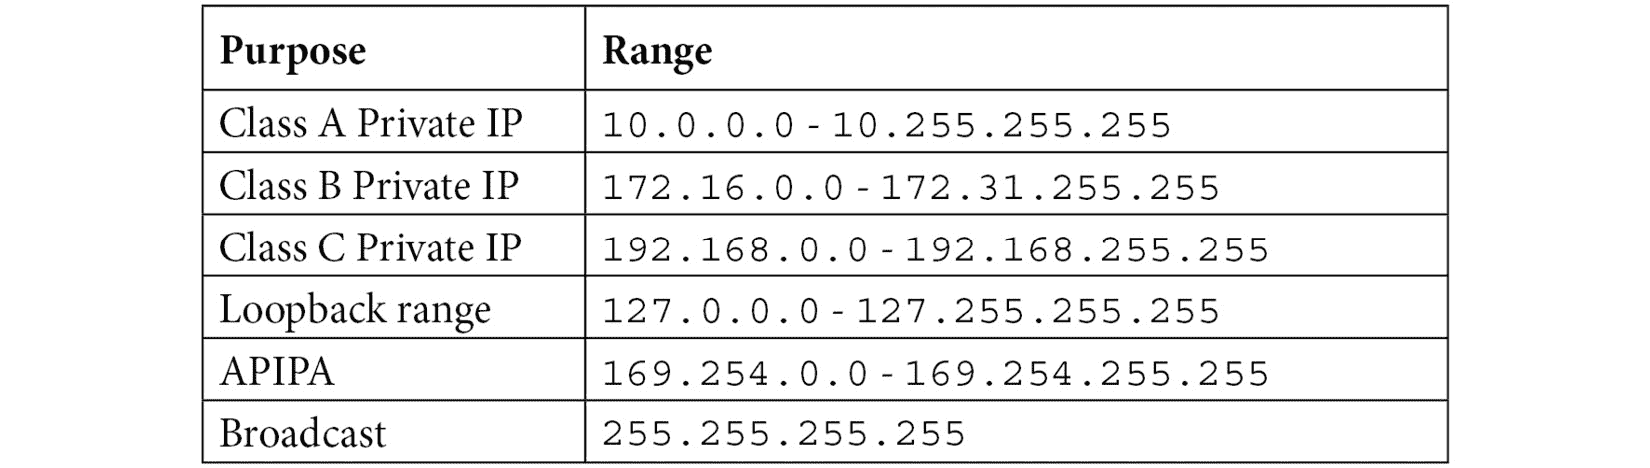 Purpose Range
Class A Private IP 10.0.0.0 - 10.255.255.255
Class B Private IP 172.16.0.0 - 172.31.255.255
Class C Private IP 192.168.0.0 - 192.168.255.255
Loopback range 127.0.0.0 - 127.255.255.255
APIPA 169.254.0.0 - 169.254.255.255
Broadcast 255.255.255.255